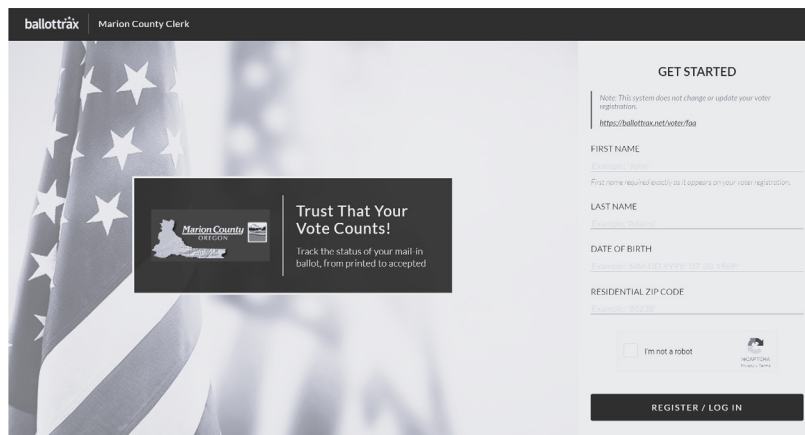 ballottrax
Marion County Clerk
Marion County
OREGON
Trust That Your
Vote Counts!
Track the status of your mail-in
ballot, from printed to accepted
GET STARTED
Note: This system does not change or update your voter
registration.
https://ballottrax.net/voter/faq
FIRST NAME
First name required exactly as it appears on your voter registration.
LAST NAME
DATE OF BIRTH
RESIDENTIAL ZIP CODE
I'm not a robot
reCAPTCHA
Privacy - Terms
REGISTER / LOG IN